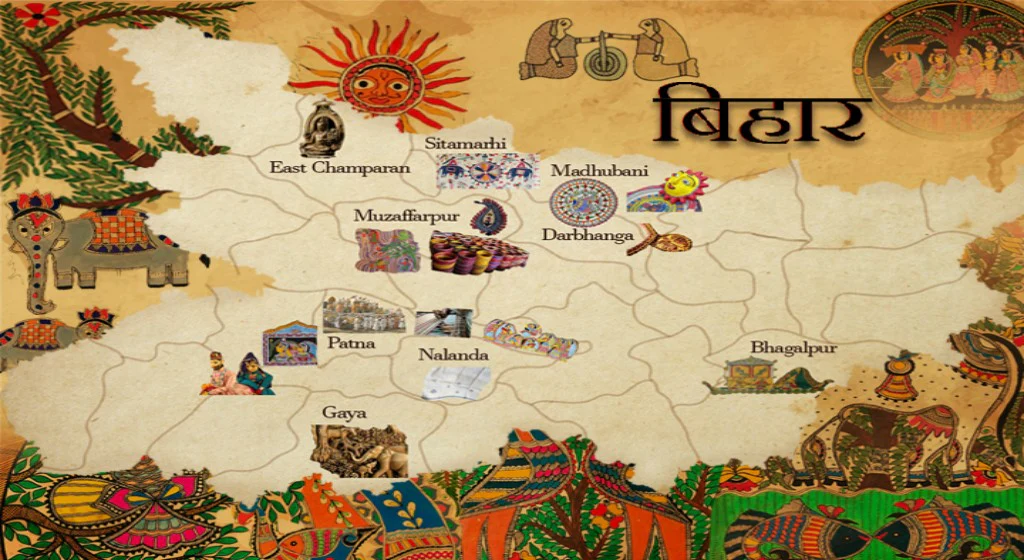 बिहार
Sitamarhi
East Champaran
Madhubani
Muzaffarpur
Darbhanga
Patna
Nalanda
Bhagalpur
Gaya